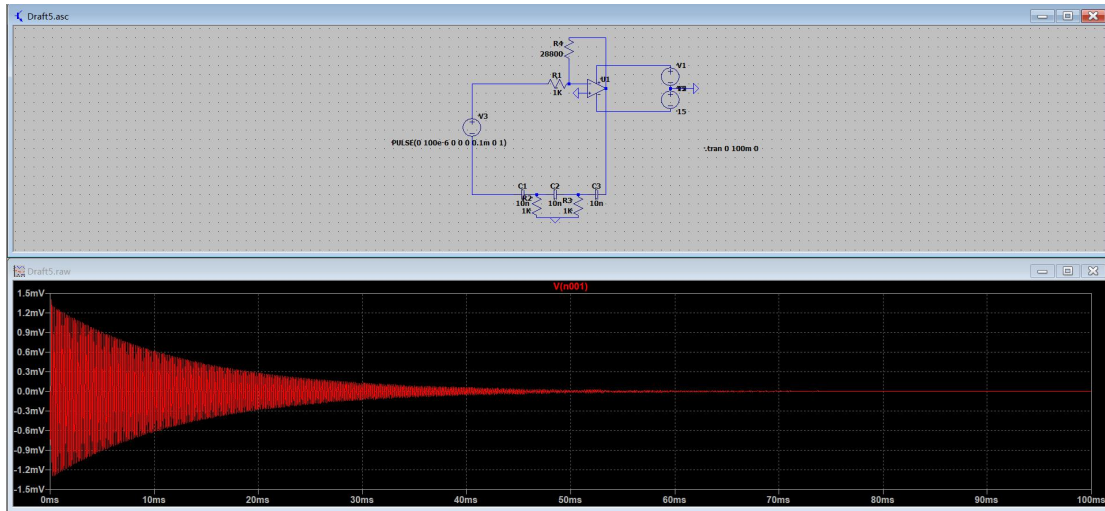 Draft5.asc
R4
28800
R1
1K
U1
V1
15
V3
PULSE(0 100e-6 0 0 0 0.1m 0 1)
.tran 0 100m 0
C1
C2
C3
10n
R2
10n
R3
10n
1K
1K
Draft5.raw
V(n001)
1.5mV
1.2mV
0.9mV
0.6mV
0.3mV
0.0mV
-0.3mV
-0.6mV
-0.9mV
-1.2mV
-1.5mV
0ms 10ms 20ms 30ms 40ms 50ms 60ms 70ms 80ms 90ms 100ms